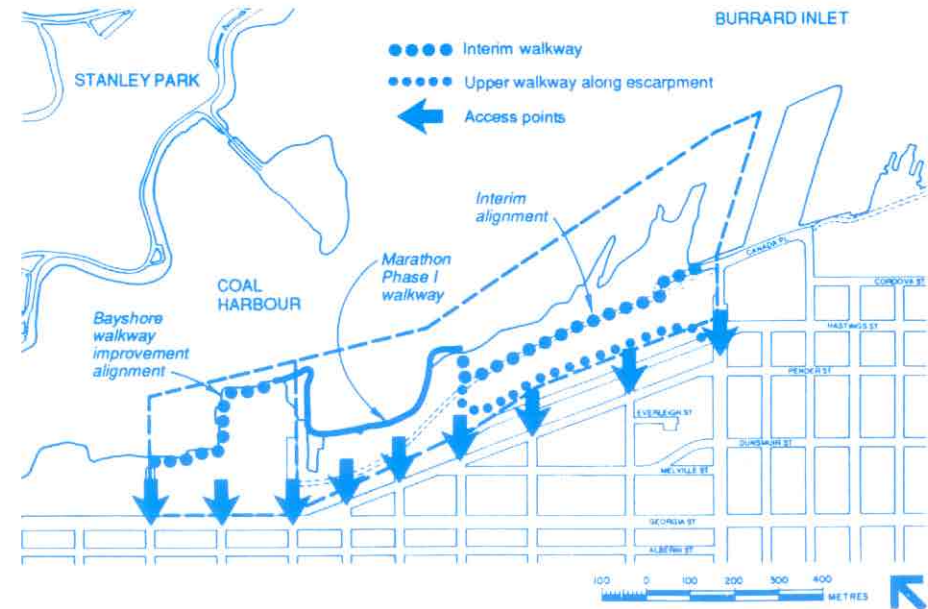 BURRARD INLET
STANLEY PARK
Interim walkway
Upper walkway along escarpment
Access points
Interim
alignment
Marathon
Phase I
walkway
COAL
HARBOUR
Bayshore
walkway
improvement
alignment
CANADA PL
CORDOVA ST
HASTINGS ST
PENDER ST
EVERLEIGH ST
DUNSMUIR ST
MELVILLE ST
GEORGIA ST
ALBERNI ST
100 0 100 200 300 400
METRES